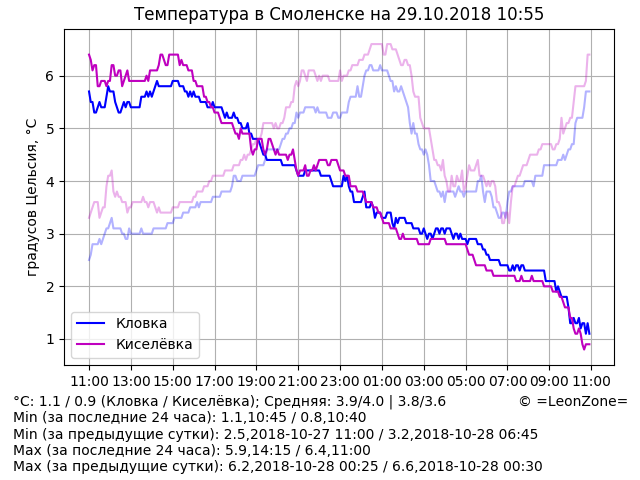 Температура в Смоленске на 29.10.2018 10:55
градусов Цельсия, °C
6
5
4
3
2
1
Кловка
Киселёвка
11:00 13:00 15:00 17:00 19:00 21:00 23:00 01:00 03:00 05:00 07:00 09:00 11:00
°C: 1.1 / 0.9 (Кловка / Киселёвка); Средняя: 3.9/4.0 | 3.8/3.6 © =LeonZone=
Min (за последние 24 часа): 1.1,10:45 / 0.8,10:40
Min (за предыдущие сутки): 2.5,2018-10-27 11:00 / 3.2,2018-10-28 06:45
Max (за последние 24 часа): 5.9,14:15 / 6.4,11:00
Max (за предыдущие сутки): 6.2,2018-10-28 00:25 / 6.6,2018-10-28 00:30